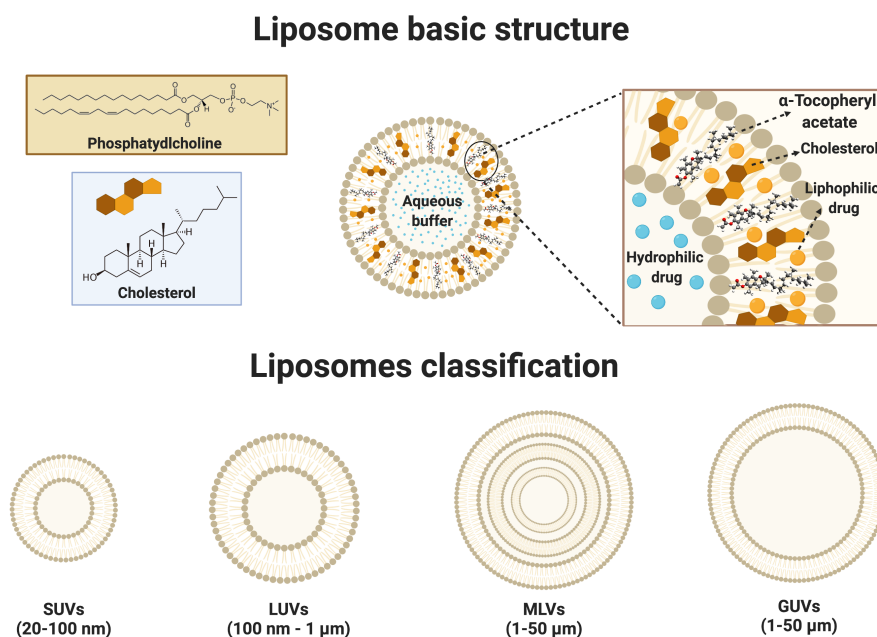 Liposome basic structure
O
O
O
O
H
O
P
O
O-
N+
Phosphatydlcholine
H
H
H
H
HO
Cholesterol
Aqueous
buffer
α-Tocopheryl
acetate
Cholesterol
Liphophilic
drug
Hydrophilic
drug
Liposomes classification
SUVs
(20-100 nm)
LUVs
(100 nm - 1 µm)
MLVs
(1-50 µm)
GUVs
(1-50 µm)